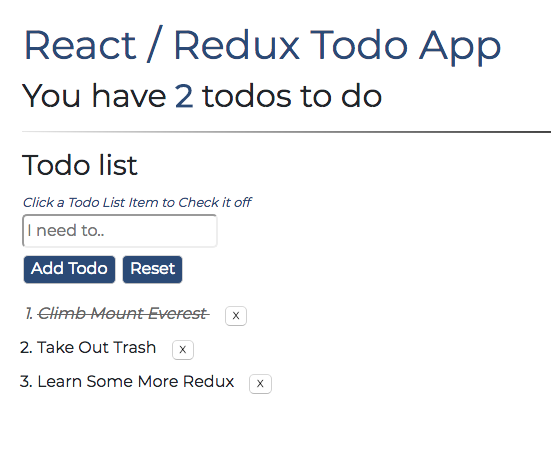 React / Redux Todo App
You have 2 todos to do
Todo list
Click a Todo List Item to Check it off
I need to..
Add Todo Reset
1. Climb Mount Everest x
2. Take Out Trash x
3. Learn Some More Redux x